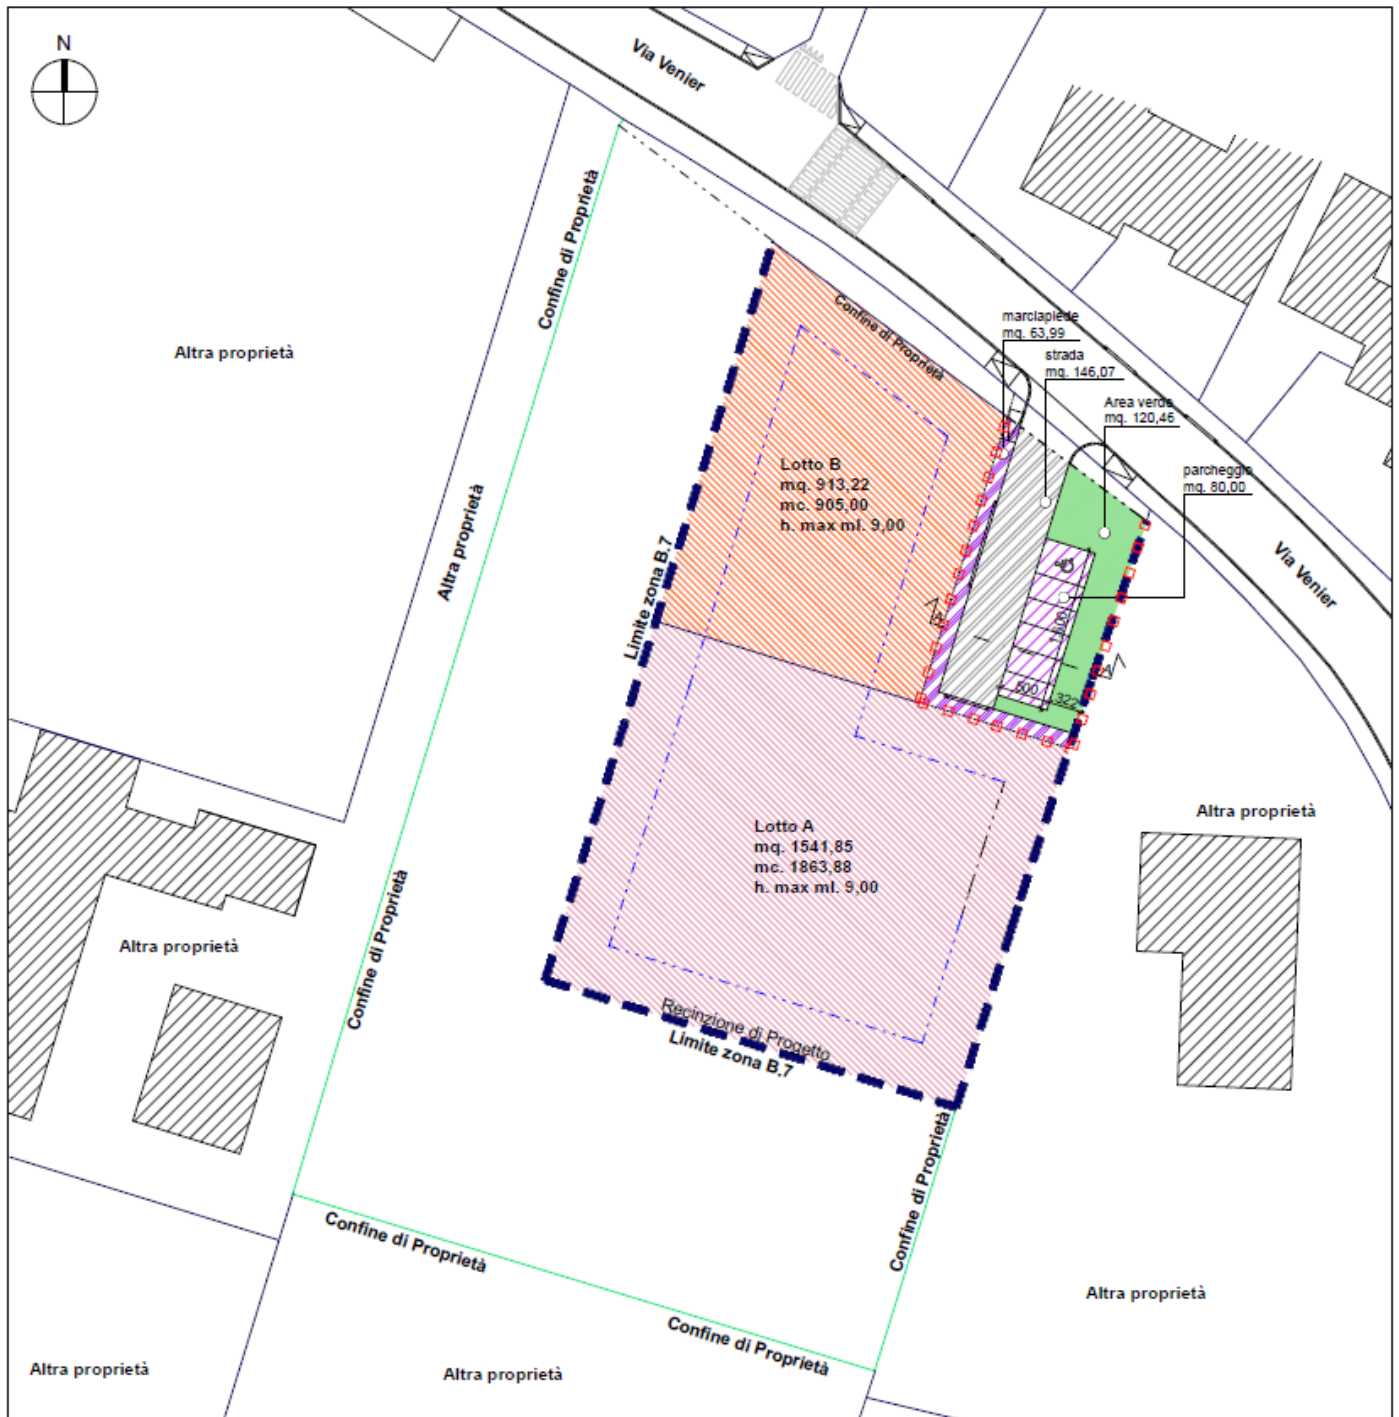 N
Via Venier
Confine di Proprietà
Altra proprietà
Confine di Proprietà
marciapiede
mq. 63,99
strada
mq. 146,07
Area verde
mq. 120,46
parcheggio
mq. 80,00
Lotto B
mq. 913,22
mc. 905,00
h. max ml. 9,00
Altra proprietà
Limite zona B.7
Via Venier
A
A
500
500
322
Altra proprietà
Lotto A
mq. 1541,85
mc. 1863,88
h. max ml. 9,00
Altra proprietà
Confine di Proprietà
Recinzione di Progetto
Limite zona B.7
Confine di Proprietà
Confine di Proprietà
Altra proprietà
Confine di Proprietà
Altra proprietà
Altra proprietà